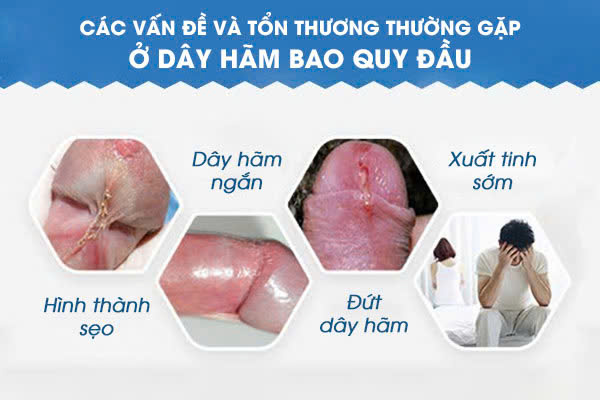 CÁC VẤN ĐỀ VÀ TỔN THƯƠNG THƯỜNG GẶP
Ở DÂY HÃM BAO QUY ĐẦU
Dây hãm
ngắn
Xuất tinh
sớm
Hình thành
sẹo
Đứt
dây hãm